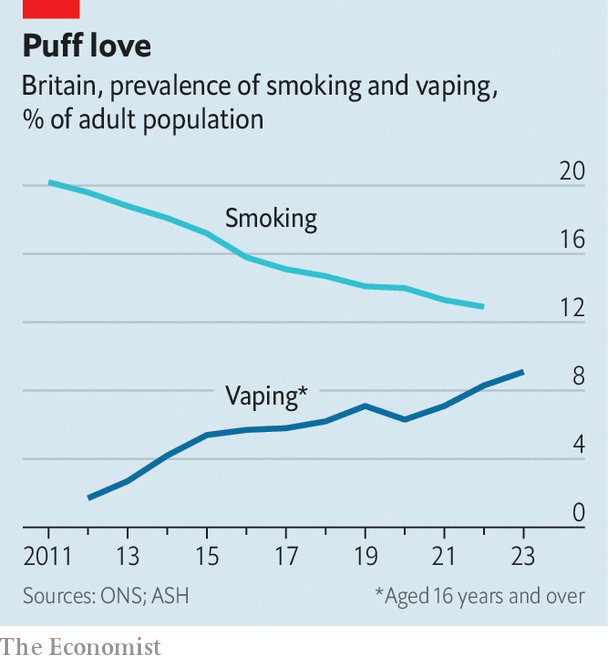 Puff love
Britain, prevalence of smoking and vaping,
% of adult population
20
Smoking
16
12
8
Vaping*
4
0
2011 13 15 17 19 21 23
Sources: ONS; ASH *Aged 16 years and over
The Economist